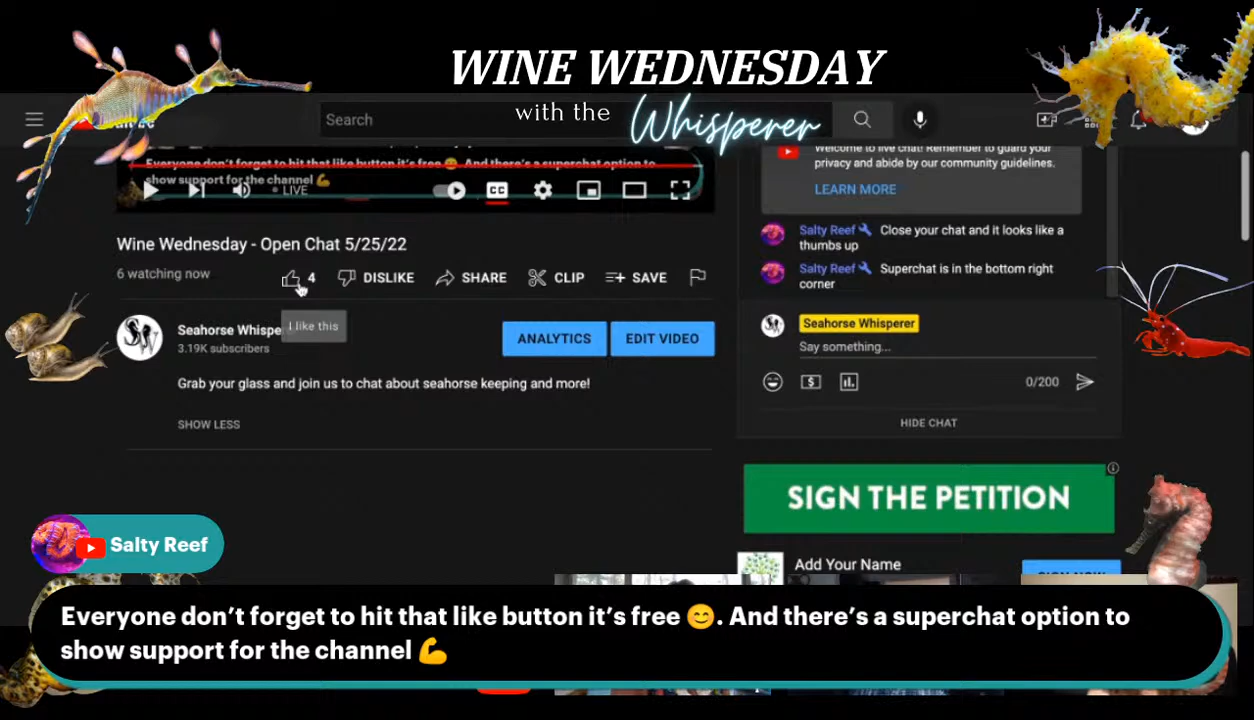 WINE WEDNESDAY
with the Whisperer
Search
Everyone don't forget to hit that like button it's free 😊. And there's a superchat option to
show support for the channel 💪
LIVE
CC
Wine Wednesday - Open Chat 5/25/22
6 watching now
4
DISLIKE
SHARE
CLIP
SAVE
I like this
Seahorse Whispe
3.19K subscribers
ANALYTICS
EDIT VIDEO
Grab your glass and join us to chat about seahorse keeping and more!
SHOW LESS
Welcome to live chat! Remember to guard your
privacy and abide by our community guidelines.
LEARN MORE
Salty Reef Close your chat and it looks like a
thumbs up
Salty Reef Superchat is in the bottom right
corner
Seahorse Whisperer
Say something...
0/200
HIDE CHAT
SIGN THE PETITION
Add Your Name
SIGN NOW
Salty Reef
Everyone don't forget to hit that like button it's free 😊. And there's a superchat option to
show support for the channel 💪